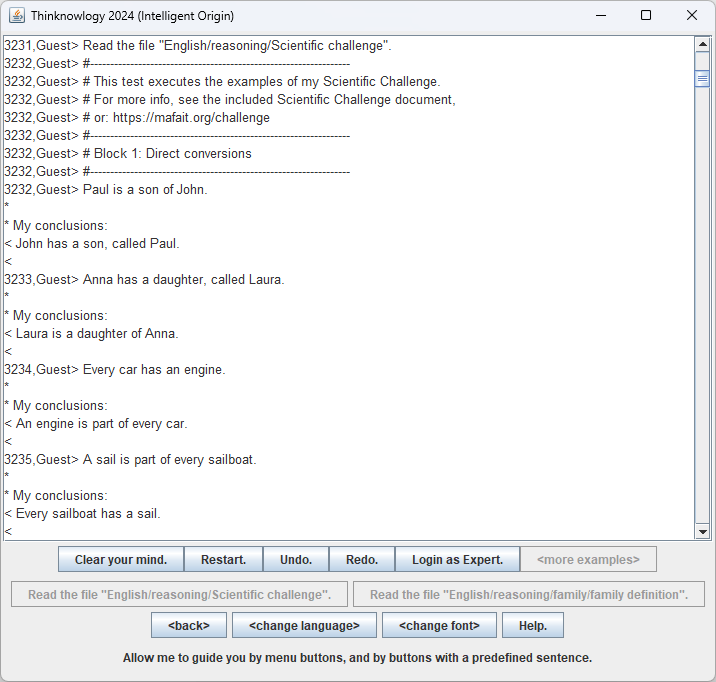 Thinknowlogy 2024 (Intelligent Origin)
3231,Guest> Read the file "English/reasoning/Scientific challenge".
3232,Guest> #-----------------------------------------------------------------
3232,Guest> # This test executes the examples of my Scientific Challenge.
3232,Guest> # For more info, see the included Scientific Challenge document,
3232,Guest> # or: https://mafait.org/challenge
3232,Guest> #-----------------------------------------------------------------
3232,Guest> # Block 1: Direct conversions
3232,Guest> #-----------------------------------------------------------------
3232,Guest> Paul is a son of John.
*
* My conclusions:
< John has a son, called Paul.
<
3233,Guest> Anna has a daughter, called Laura.
*
* My conclusions:
< Laura is a daughter of Anna.
<
3234,Guest> Every car has an engine.
*
* My conclusions:
< An engine is part of every car.
<
3235,Guest> A sail is part of every sailboat.
*
* My conclusions:
< Every sailboat has a sail.
<
Clear your mind. Restart. Undo. Redo. Login as Expert. <more examples>
Read the file "English/reasoning/Scientific challenge". Read the file "English/reasoning/family/family definition".
<back> <change language> <change font> Help.
Allow me to guide you by menu buttons, and by buttons with a predefined sentence.